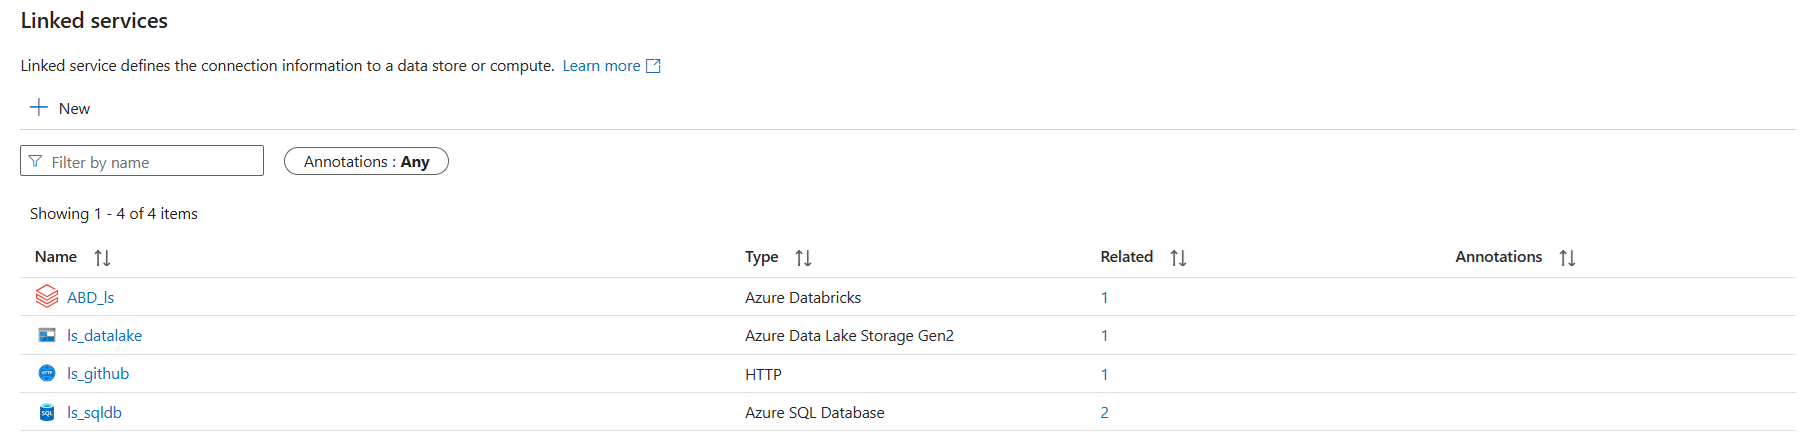 Linked services
Linked service defines the connection information to a data store or compute. Learn more
New
Filter by name
Annotations : Any
Showing 1 - 4 of 4 items
Name Type Related Annotations
ABD_ls Azure Databricks 1
ls_datalake Azure Data Lake Storage Gen2 1
HTTP ls_github HTTP 1
SQL ls_sqldb Azure SQL Database 2